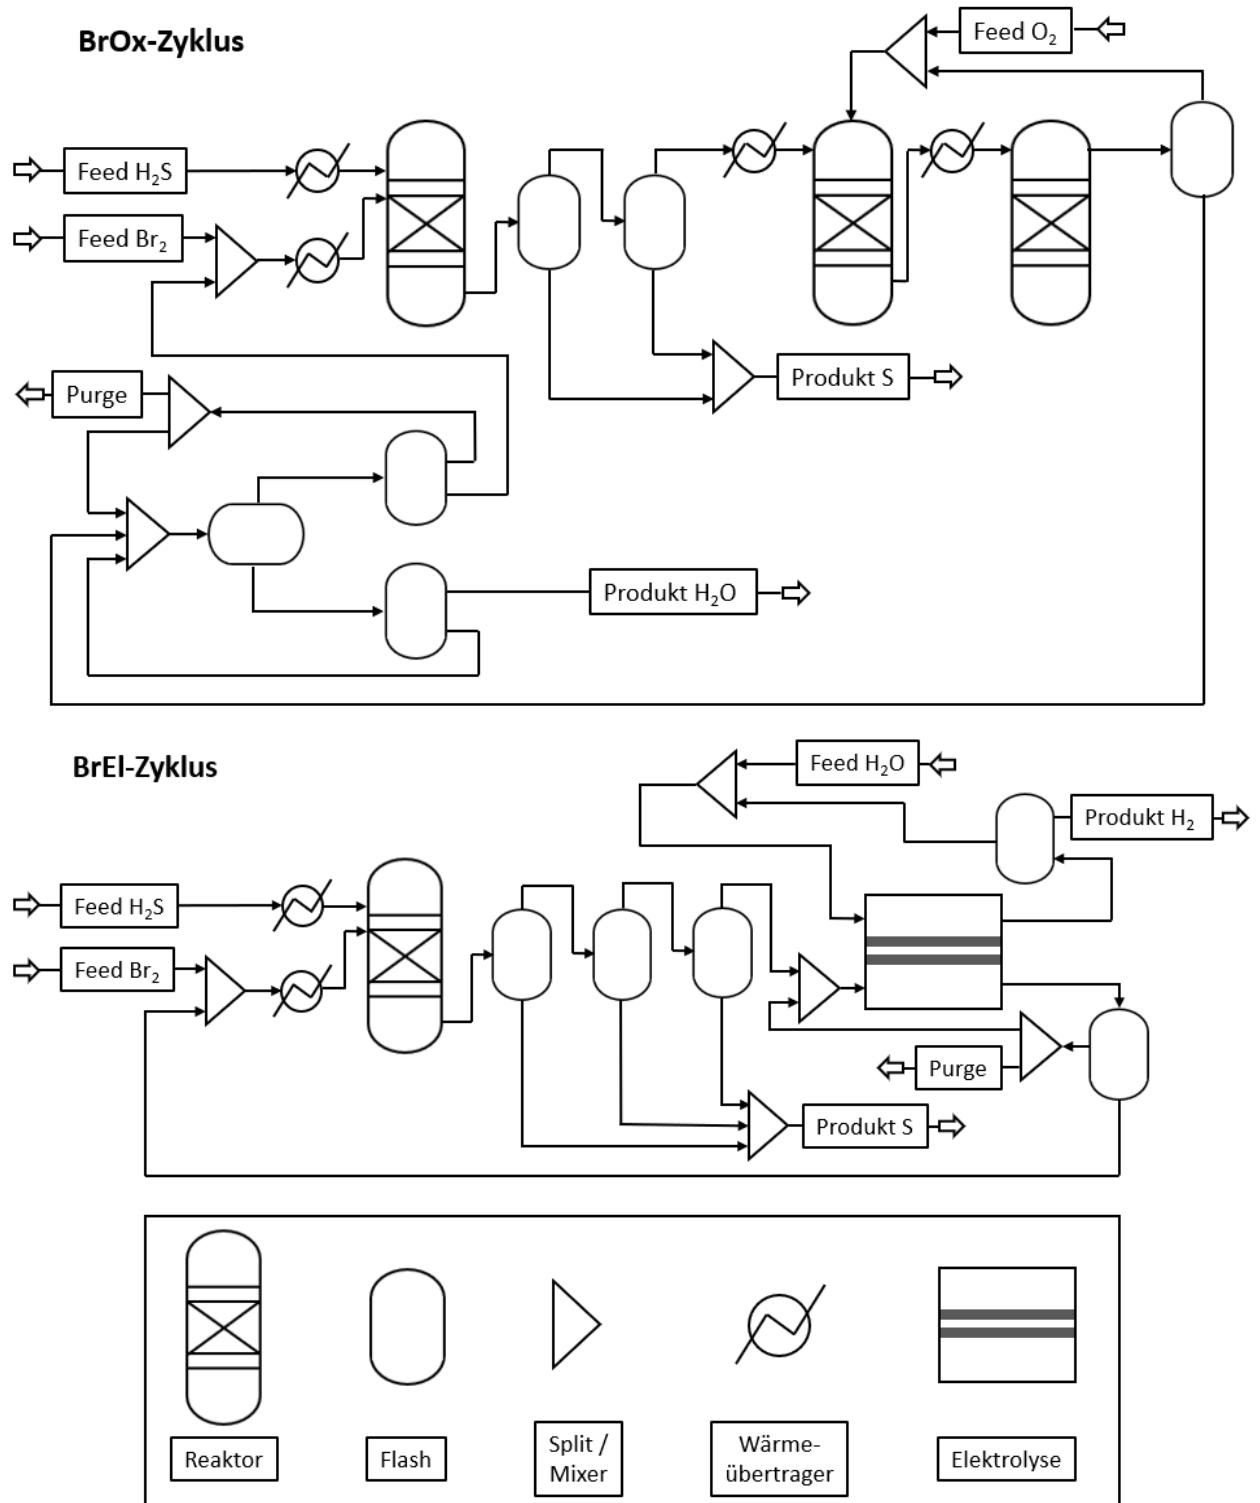 BrOx-Zyklus
Feed O₂
Feed H₂S
Feed Br₂
Produkt S
Purge
Produkt H₂O
BrEl-Zyklus
Feed H₂O
Produkt H₂
Feed H₂S
Feed Br₂
Purge
Produkt S
Reaktor
Flash
Split /
Mixer
Wärme-
übertrager
Elektrolyse